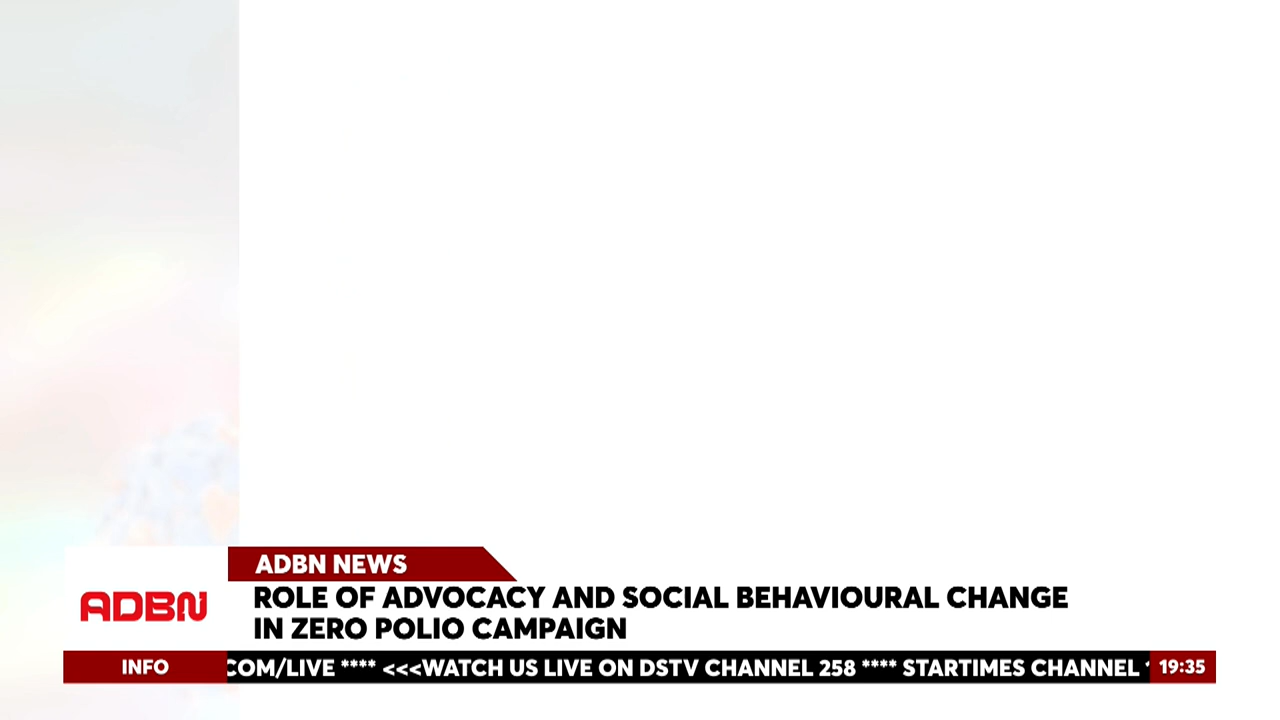 ADBN NEWS
ADBN
ROLE OF ADVOCACY AND SOCIAL BEHAVIOURAL CHANGE
IN ZERO POLIO CAMPAIGN
INFO
COM/LIVE **** <<<WATCH US LIVE ON DSTV CHANNEL 258 **** STARTIMES CHANNEL
19:35